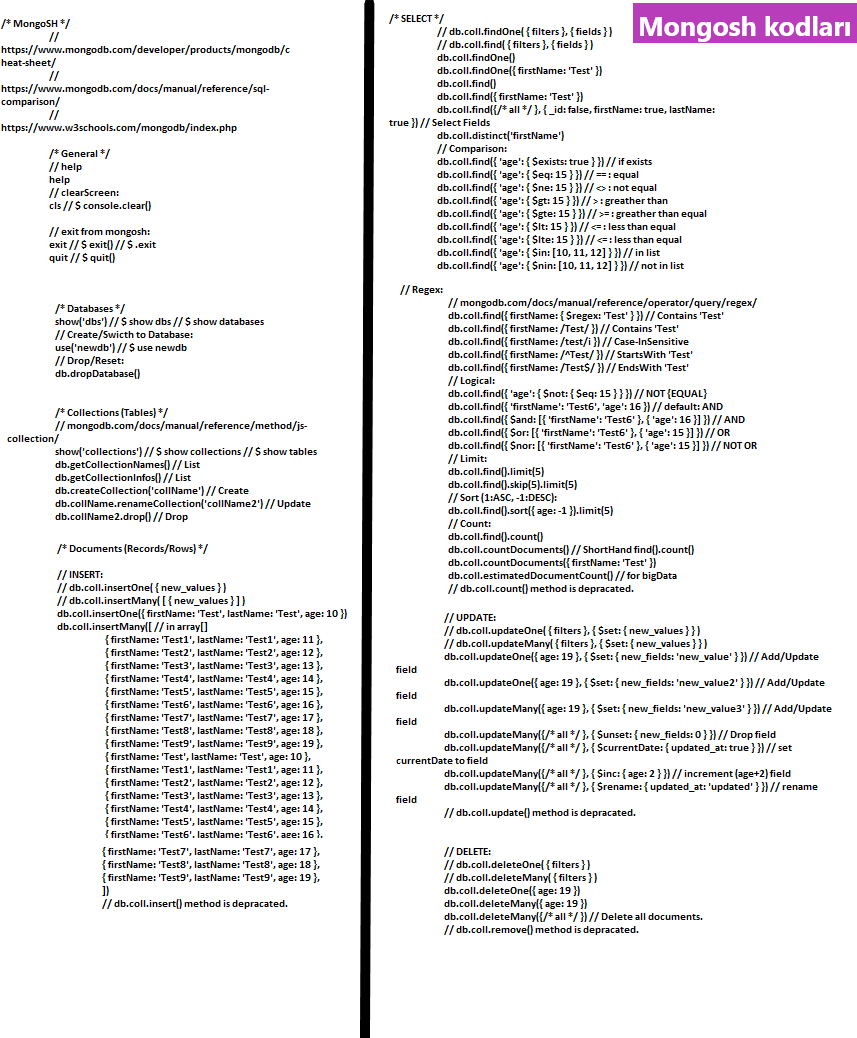 Mongosh kodları
/* MongoSH */
//
https://www.mongodb.com/developer/products/mongodb/c
heat-sheet/
//
https://www.mongodb.com/docs/manual/reference/sql-
comparison/
//
https://www.w3schools.com/mongodb/index.php
/* General */
// help
help
// clearScreen:
cls // $ console.clear()
// exit from mongosh:
exit // $ exit() // $ .exit
quit // $ quit()
/* Databases */
show('dbs') // $ show dbs // $ show databases
// Create/Swicth to Database:
use('newdb') // $ use newdb
// Drop/Reset:
db.dropDatabase()
/* Collections (Tables) */
// mongodb.com/docs/manual/reference/method/js-
collection/
show('collections') // $ show collections // $ show tables
db.getCollectionNames() // List
db.getCollectionInfos() // List
db.createCollection('collName') // Create
db.collName.renameCollection('collName2') // Update
db.collName2.drop() // Drop
/* Documents (Records/Rows) */
// INSERT:
// db.coll.insertOne( { new_values } )
// db.coll.insertMany( [ { new_values } ] )
db.coll.insertOne({ firstName: 'Test', lastName: 'Test', age: 10 })
db.coll.insertMany([ // in array[]
{ firstName: 'Test1', lastName: 'Test1', age: 11 },
{ firstName: 'Test2', lastName: 'Test2', age: 12 },
{ firstName: 'Test3', lastName: 'Test3', age: 13 },
{ firstName: 'Test4', lastName: 'Test4', age: 14 },
{ firstName: 'Test5', lastName: 'Test5', age: 15 },
{ firstName: 'Test6', lastName: 'Test6', age: 16 },
{ firstName: 'Test7', lastName: 'Test7', age: 17 },
{ firstName: 'Test8', lastName: 'Test8', age: 18 },
{ firstName: 'Test9', lastName: 'Test9', age: 19 },
{ firstName: 'Test', lastName: 'Test', age: 10 },
{ firstName: 'Test1', lastName: 'Test1', age: 11 },
{ firstName: 'Test2', lastName: 'Test2', age: 12 },
{ firstName: 'Test3', lastName: 'Test3', age: 13 },
{ firstName: 'Test4', lastName: 'Test4', age: 14 },
{ firstName: 'Test5', lastName: 'Test5', age: 15 },
{ firstName: 'Test6', lastName: 'Test6', age: 16 },
{ firstName: 'Test7', lastName: 'Test7', age: 17 },
{ firstName: 'Test8', lastName: 'Test8', age: 18 },
{ firstName: 'Test9', lastName: 'Test9', age: 19 },
])
// db.coll.insert() method is depracated.
/* SELECT */
// db.coll.findOne( { filters }, { fields } )
// db.coll.find( { filters }, { fields } )
db.coll.findOne()
db.coll.findOne({ firstName: 'Test' })
db.coll.find()
db.coll.find({ firstName: 'Test' })
db.coll.find({/* all */ }, { _id: false, firstName: true, lastName:
true }) // Select Fields
db.coll.distinct('firstName')
// Comparison:
db.coll.find({ 'age': { $exists: true } }) // if exists
db.coll.find({ 'age': { $eq: 15 } }) // == : equal
db.coll.find({ 'age': { $ne: 15 } }) // <> : not equal
db.coll.find({ 'age': { $gt: 15 } }) // > : greather than
db.coll.find({ 'age': { $gte: 15 } }) // >= : greather than equal
db.coll.find({ 'age': { $lt: 15 } }) // <= : less than equal
db.coll.find({ 'age': { $lte: 15 } }) // <= : less than equal
db.coll.find({ 'age': { $in: [10, 11, 12] } }) // in list
db.coll.find({ 'age': { $nin: [10, 11, 12] } }) // not in list
// Regex:
// mongodb.com/docs/manual/reference/operator/query/regex/
db.coll.find({ firstName: { $regex: 'Test' } }) // Contains 'Test'
db.coll.find({ firstName: /Test/ }) // Contains 'Test'
db.coll.find({ firstName: /test/i }) // Case-InSensitive
db.coll.find({ firstName: /^Test/ }) // StartsWith 'Test'
db.coll.find({ firstName: /Test$/ }) // EndsWith 'Test'
// Logical:
db.coll.find({ 'age': { $not: { $eq: 15 } } }) // NOT {EQUAL}
db.coll.find({ 'firstName': 'Test6', 'age': 16 }) // default: AND
db.coll.find({ $and: [{ 'firstName': 'Test6' }, { 'age': 16 }] }) // AND
db.coll.find({ $or: [{ 'firstName': 'Test6' }, { 'age': 15 }] }) // OR
db.coll.find({ $nor: [{ 'firstName': 'Test6' }, { 'age': 15 }] }) // NOT OR
// Limit:
db.coll.find().limit(5)
db.coll.find().skip(5).limit(5)
// Sort (1:ASC, -1:DESC):
db.coll.find().sort({ age: -1 }).limit(5)
// Count:
db.coll.find().count()
db.coll.countDocuments() // ShortHand find().count()
db.coll.countDocuments({ firstName: 'Test' })
db.coll.estimatedDocumentCount() // for bigData
// db.coll.count() method is depracated.
// UPDATE:
// db.coll.updateOne( { filters }, { $set: { new_values } } )
// db.coll.updateMany( { filters }, { $set: { new_values } } )
db.coll.updateOne({ age: 19 }, { $set: { new_fields: 'new_value' } }) // Add/Update
field
db.coll.updateOne({ age: 19 }, { $set: { new_fields: 'new_value2' } }) // Add/Update
field
db.coll.updateMany({ age: 19 }, { $set: { new_fields: 'new_value3' } }) // Add/Update
field
db.coll.updateMany({/* all */ }, { $unset: { new_fields: 0 } }) // Drop field
db.coll.updateMany({/* all */ }, { $currentDate: { updated_at: true } }) // set
currentDate to field
db.coll.updateMany({/* all */ }, { $inc: { age: 2 } }) // increment (age+2) field
db.coll.updateMany({/* all */ }, { $rename: { updated_at: 'updated' } }) // rename
field
// db.coll.update() method is depracated.
// DELETE:
// db.coll.deleteOne( { filters } )
// db.coll.deleteMany( { filters } )
db.coll.deleteOne({ age: 19 })
db.coll.deleteMany({ age: 19 })
db.coll.deleteMany({/* all */ }) // Delete all documents.
// db.coll.remove() method is depracated.